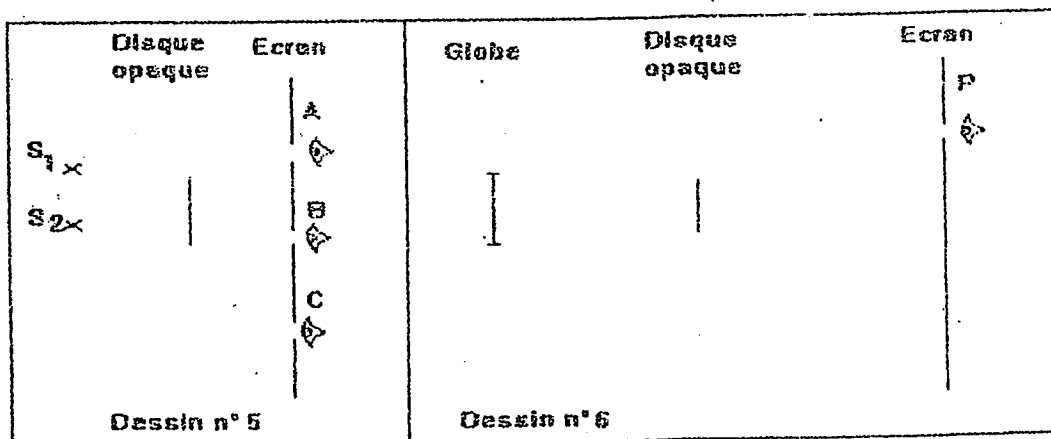 Disque
opaque
Ecran
A
S1
S2
B
C
Dessin n° 5
Globe
Disque
opaque
Ecran
P
Dessin n° 6